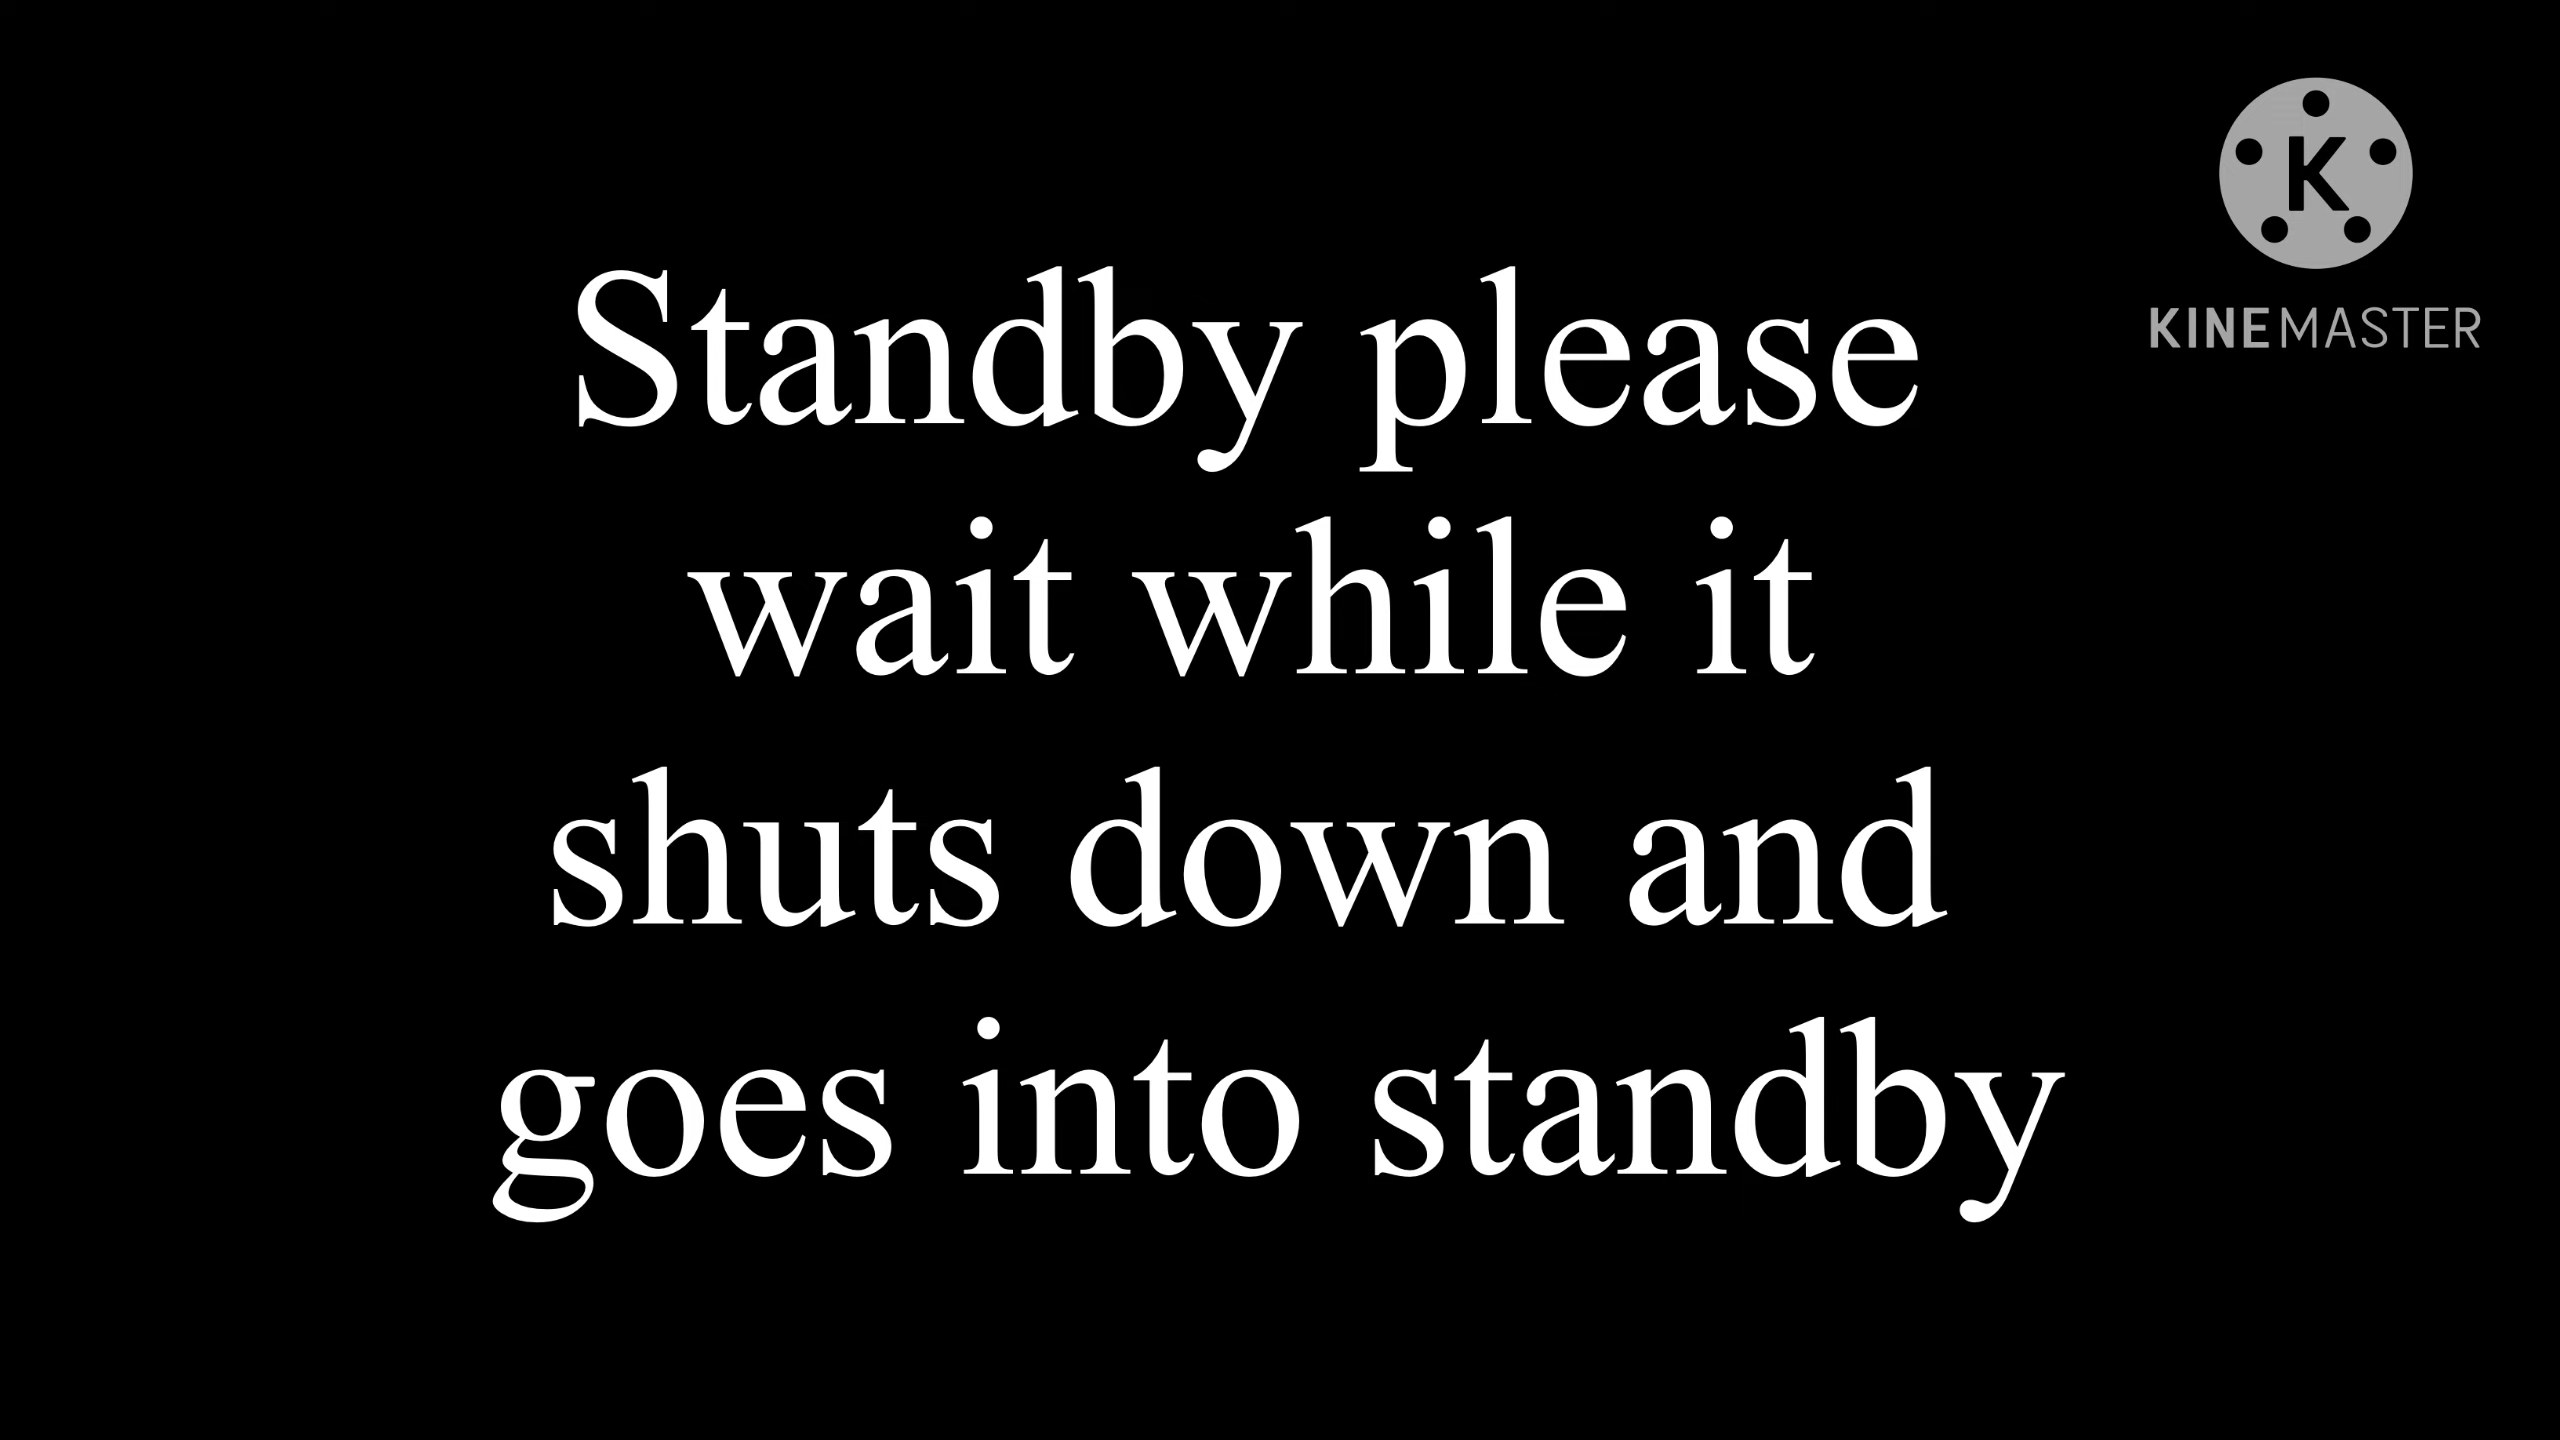 K
KINEMASTER
Standby please
wait while it
shuts down and
goes into standby